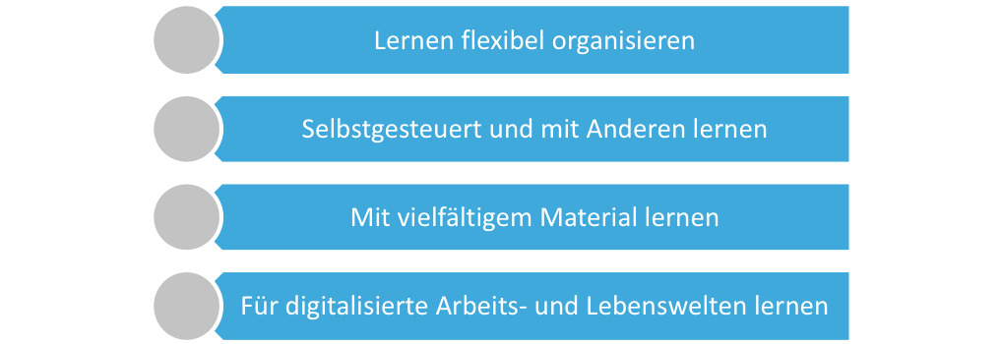 Lernen flexibel organisieren
Selbstgesteuert und mit Anderen lernen
Mit vielfältigem Material lernen
Für digitalisierte Arbeits- und Lebenswelten lernen